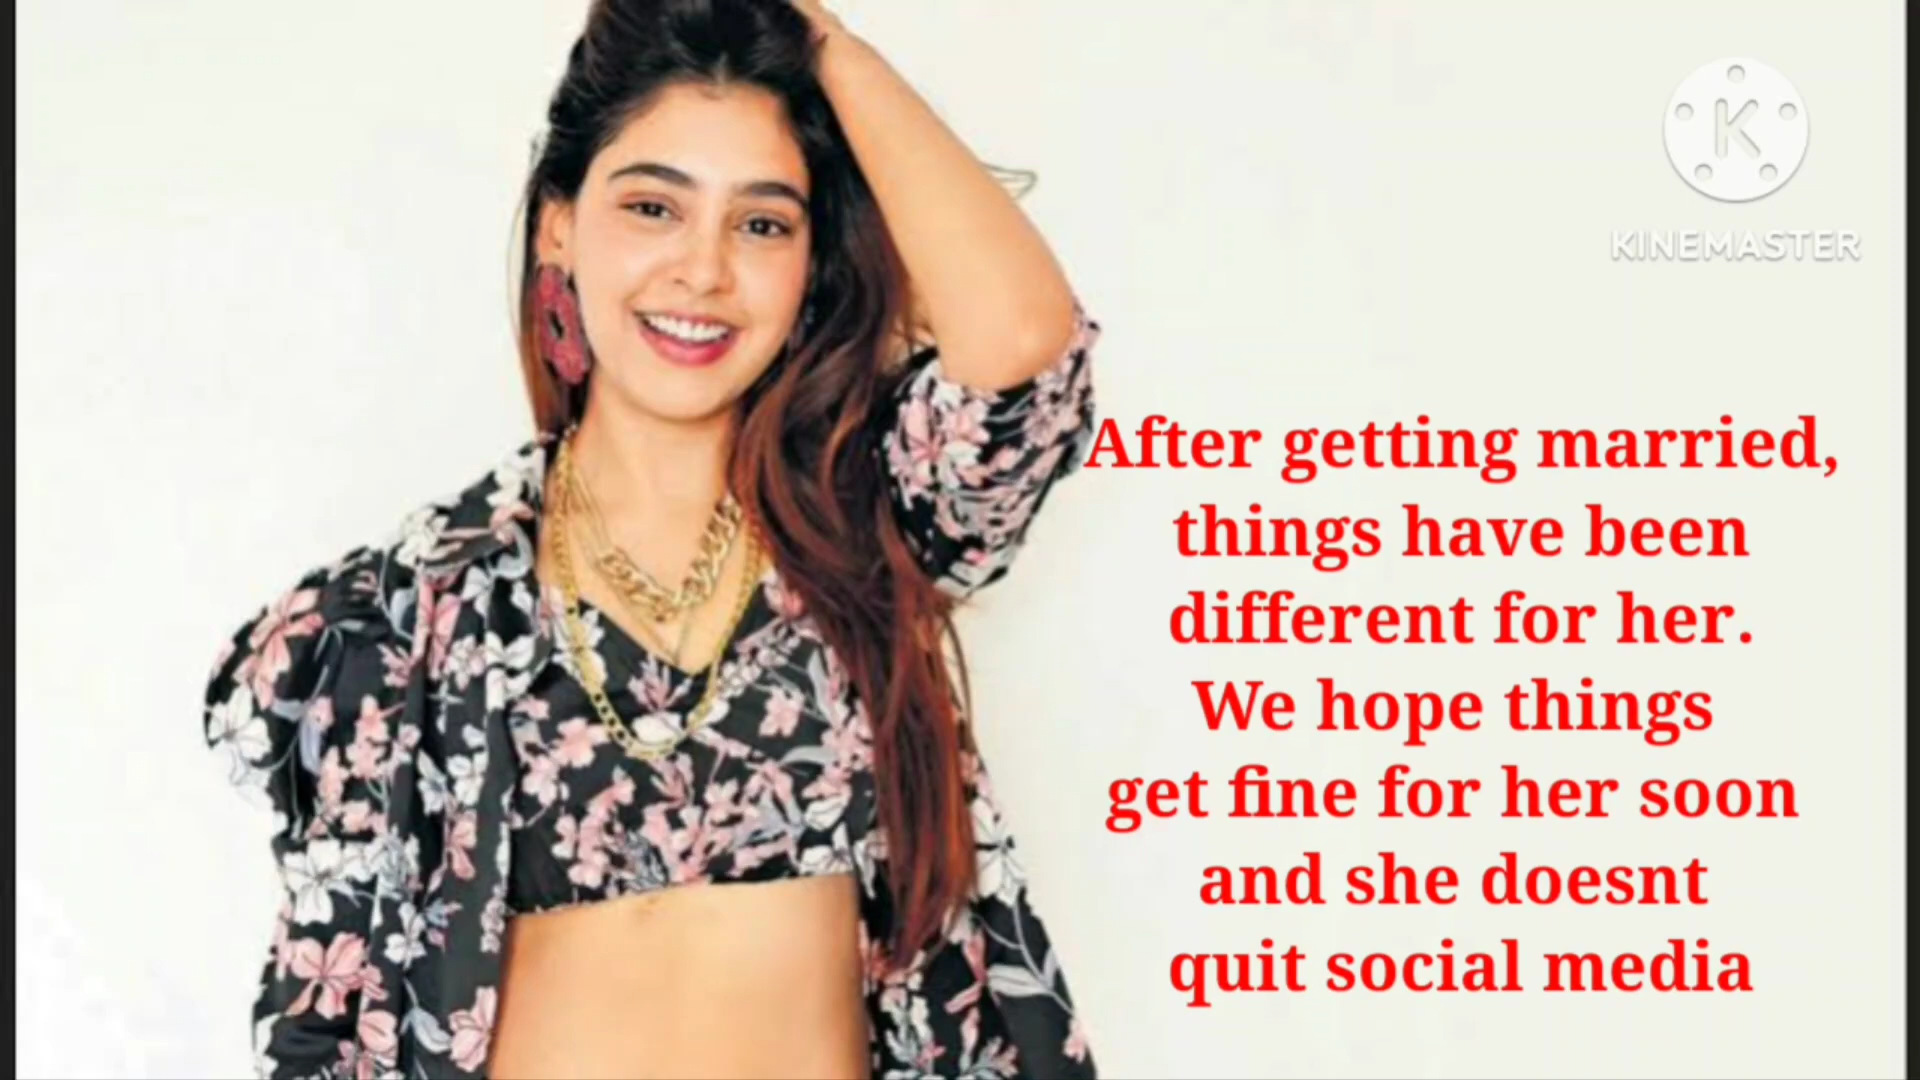 K
KINEMASTER
After getting married,
things have been
different for her.
We hope things
get fine for her soon
and she doesnt
quit social media